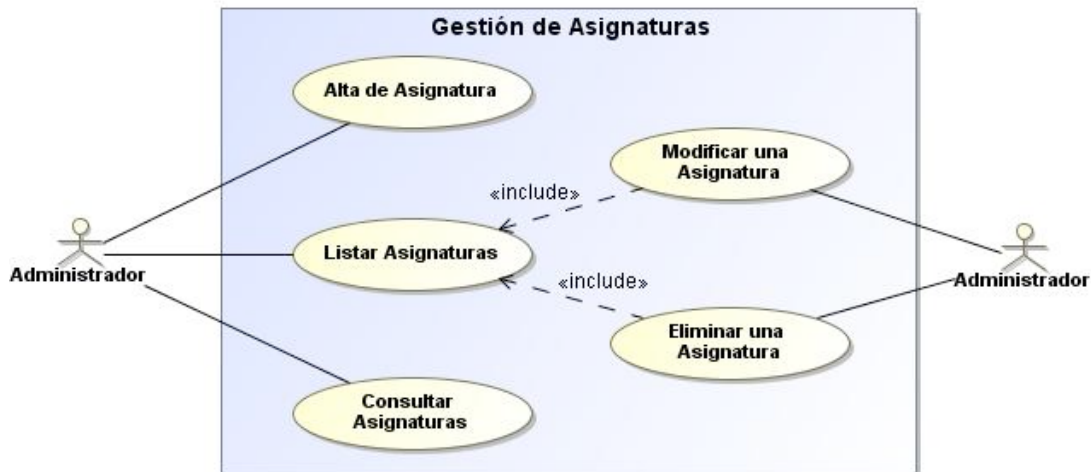 Gestión de Asignaturas
Alta de Asignatura
Modificar una
Asignatura
«include»
Listar Asignaturas
Administrador
Administrador
«include»
Eliminar una
Asignatura
Consultar
Asignaturas